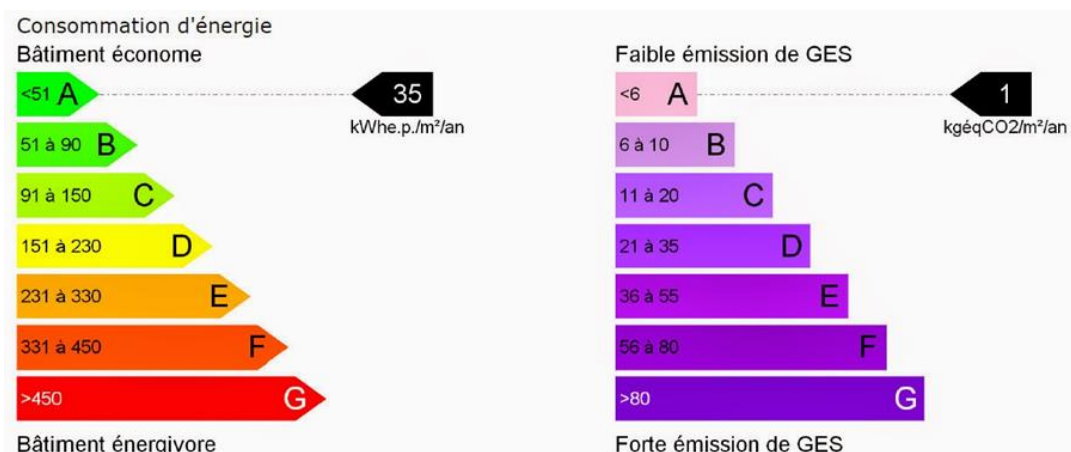 Consommation d'énergie
Bâtiment économe
<51 A
35
kWhe.p./m²/an
51 à 90 B
91 à 150 C
151 à 230 D
231 à 330 E
331 à 450 F
>450 G
Bâtiment énergivore
Faible émission de GES
<6 A
1
kgéqCO2/m²/an
6 à 10 B
11 à 20 C
21 à 35 D
36 à 55 E
56 à 80 F
>80 G
Forte émission de GES